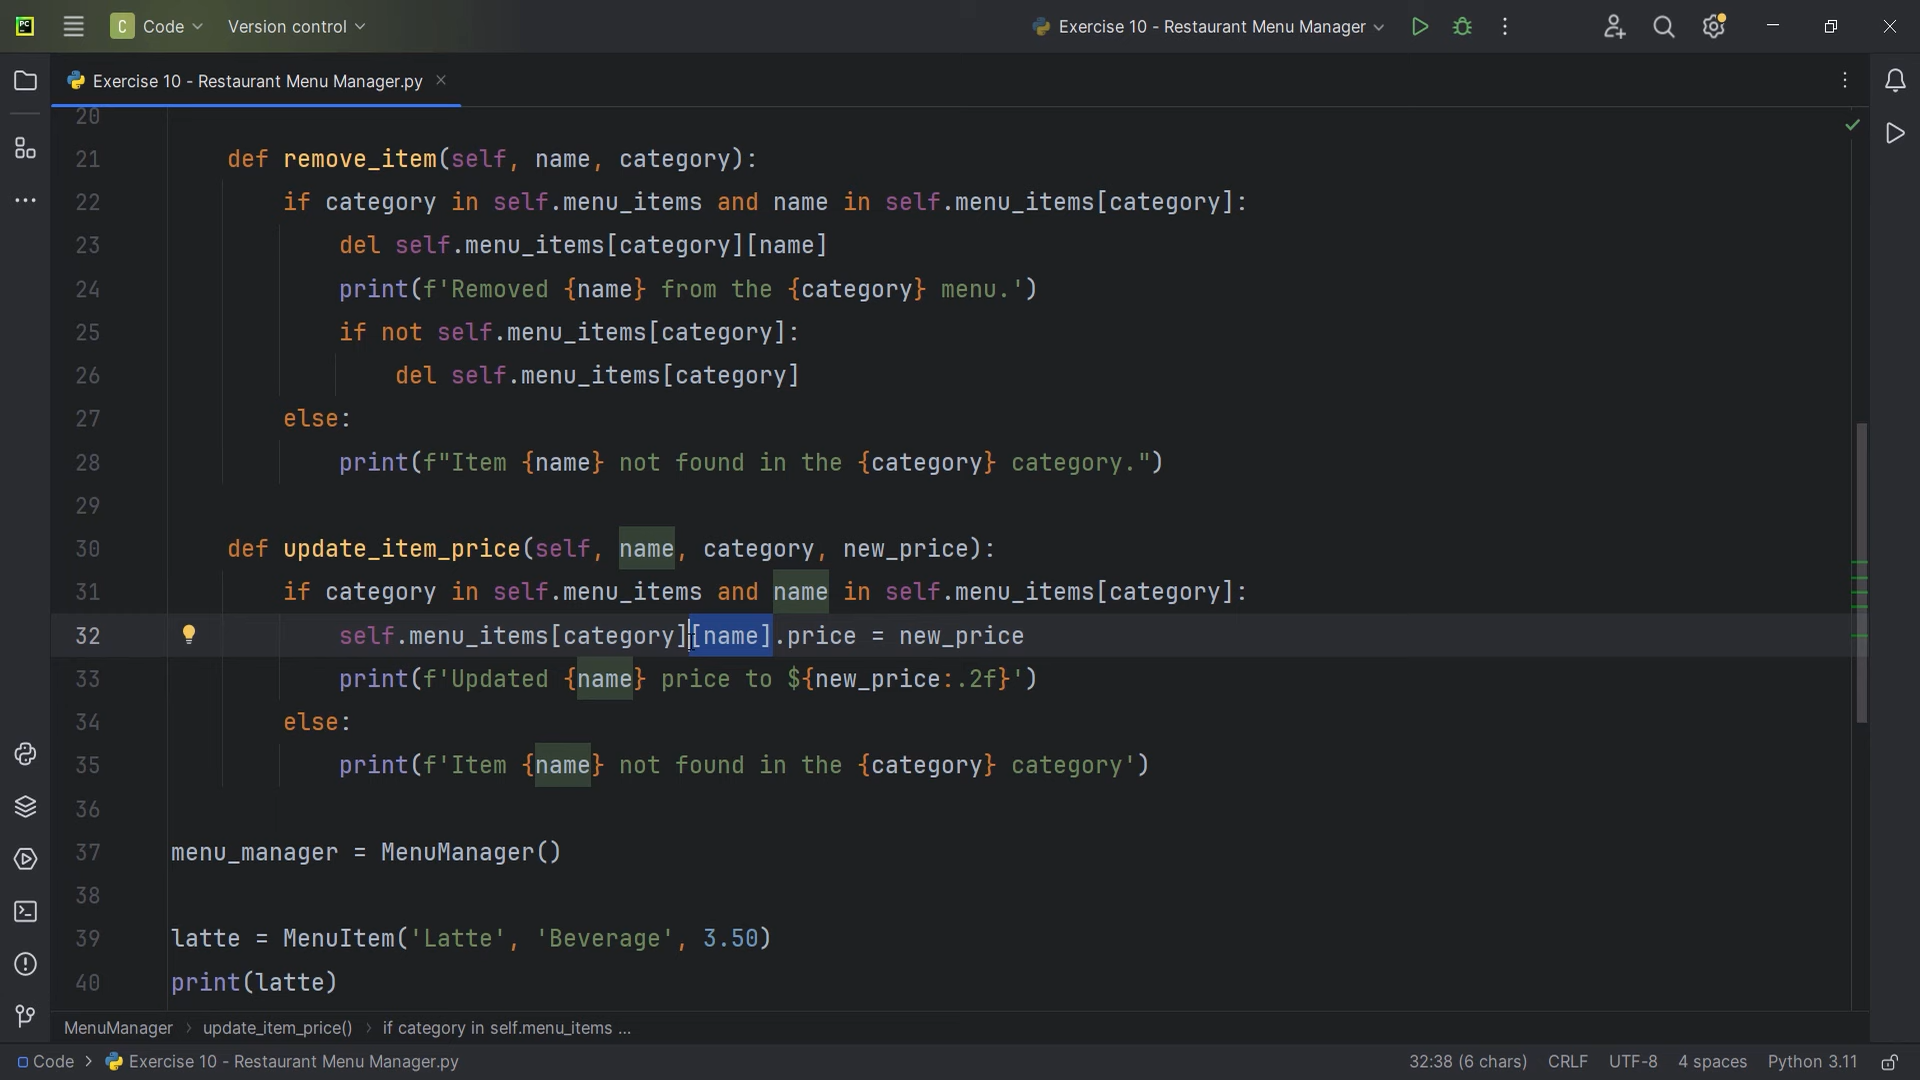 PC
C Code Version control Exercise 10 - Restaurant Menu Manager
Exercise 10 - Restaurant Menu Manager.py
20
21 def remove_item(self, name, category):
22 if category in self.menu_items and name in self.menu_items[category]:
23 del self.menu_items[category][name]
24 print(f'Removed {name} from the {category} menu.')
25 if not self.menu_items[category]:
26 del self.menu_items[category]
27 else:
28 print(f"Item {name} not found in the {category} category.")
29
30 def update_item_price(self, name, category, new_price):
31 if category in self.menu_items and name in self.menu_items[category]:
32 self.menu_items[category][name].price = new_price
33 print(f'Updated {name} price to ${new_price:.2f}')
34 else:
35 print(f'Item {name} not found in the {category} category')
36
37 menu_manager = MenuManager()
38
39 latte = MenuItem('Latte', 'Beverage', 3.50)
40 print(latte)
MenuManager > update_item_price() > if category in self.menu_items ...
Code > Exercise 10 - Restaurant Menu Manager.py 32:38 (6 chars) CRLF UTF-8 4 spaces Python 3.11